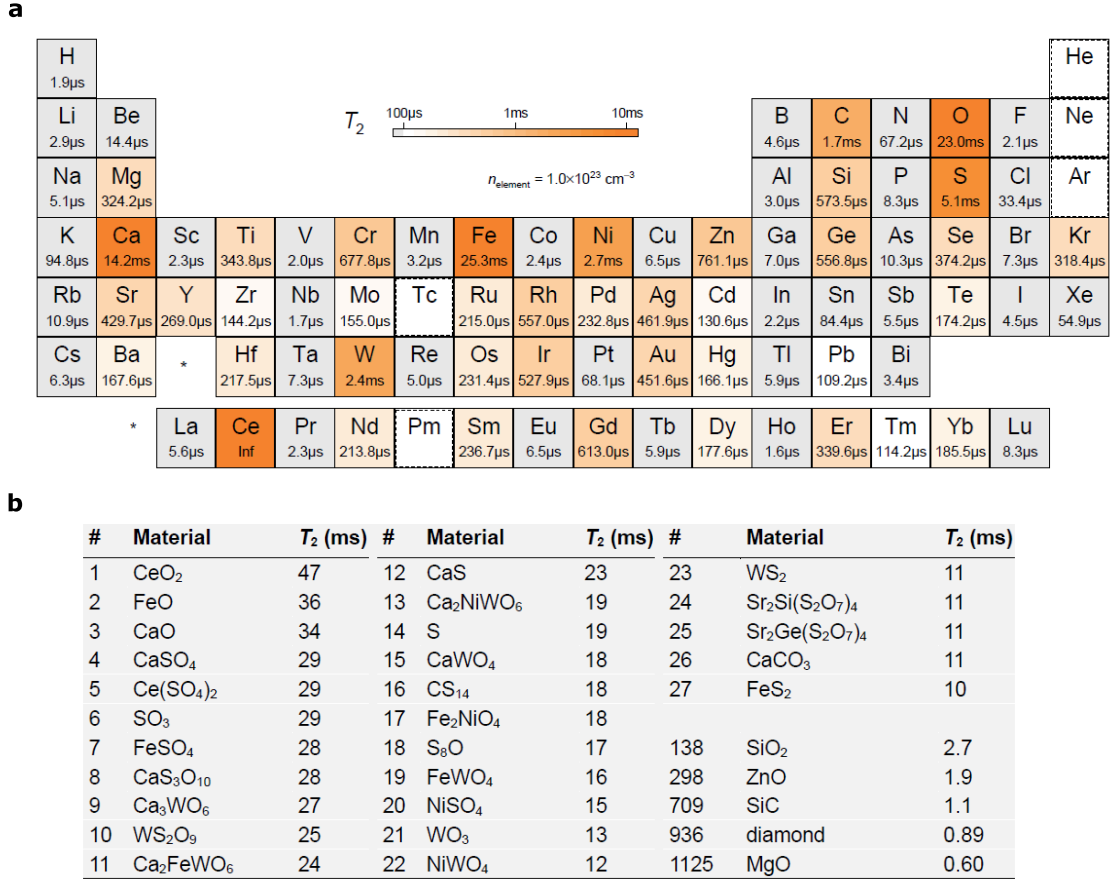 a
H He
1.9µs
T₂ 100µs 1ms 10ms
Li Be B C N O F Ne
2.9µs 14.4µs 4.6µs 1.7ms 67.2µs 23.0ms 2.1µs
n_element = 1.0×10²³ cm⁻³
Na Mg Al Si P S Cl Ar
5.1µs 324.2µs 3.0µs 573.5µs 8.3µs 5.1ms 33.4µs
K Ca Sc Ti V Cr Mn Fe Co Ni Cu Zn Ga Ge As Se Br Kr
94.8µs 14.2ms 2.3µs 343.8µs 2.0µs 677.8µs 3.2µs 25.3ms 2.4µs 2.7ms 6.5µs 761.1µs 7.0µs 556.8µs 10.3µs 374.2µs 7.3µs 318.4µs
Rb Sr Y Zr Nb Mo Tc Ru Rh Pd Ag Cd In Sn Sb Te I Xe
10.9µs 429.7µs 269.0µs 144.2µs 1.7µs 155.0µs 215.0µs 557.0µs 232.8µs 461.9µs 130.6µs 2.2µs 84.4µs 5.5µs 174.2µs 4.5µs 54.9µs
Cs Ba * Hf Ta W Re Os Ir Pt Au Hg Tl Pb Bi
6.3µs 167.6µs 217.5µs 7.3µs 2.4ms 5.0µs 231.4µs 527.9µs 68.1µs 451.6µs 166.1µs 5.9µs 109.2µs 3.4µs
* La Ce Pr Nd Pm Sm Eu Gd Tb Dy Ho Er Tm Yb Lu
5.6µs Inf 2.3µs 213.8µs 236.7µs 6.5µs 613.0µs 5.9µs 177.6µs 1.6µs 339.6µs 114.2µs 185.5µs 8.3µs
b
# Material T₂ (ms) # Material T₂ (ms) # Material T₂ (ms)
1 CeO₂ 47 12 CaS 23 23 WS₂ 11
2 FeO 36 13 Ca₂NiWO₆ 19 24 Sr₂Si(S₂O₇)₄ 11
3 CaO 34 14 S 19 25 Sr₂Ge(S₂O₇)₄ 11
4 CaSO₄ 29 15 CaWO₄ 18 26 CaCO₃ 11
5 Ce(SO₄)₂ 29 16 CS₁₄ 18 27 FeS₂ 10
6 SO₃ 29 17 Fe₂NiO₄ 18
7 FeSO₄ 28 18 S₈O 17 138 SiO₂ 2.7
8 CaS₃O₁₀ 28 19 FeWO₄ 16 298 ZnO 1.9
9 Ca₃WO₆ 27 20 NiSO₄ 15 709 SiC 1.1
10 WS₂O₉ 25 21 WO₃ 13 936 diamond 0.89
11 Ca₂FeWO₆ 24 22 NiWO₄ 12 1125 MgO 0.60